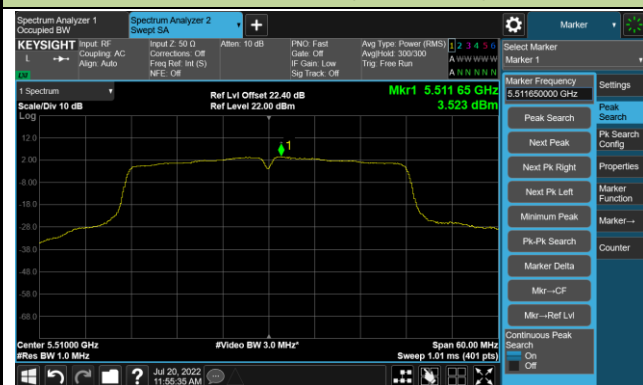 Spectrum Analyzer 1
Occupied BW
Spectrum Analyzer 2
Swept SA
Marker
KEYSIGHT
L
Input: RF
Coupling: AC
Align: Auto
Input Z: 50 Ω
Corrections: Off
Freq Ref: Int (S)
NFE: Off
Atten: 10 dB
PNO: Fast
Gate: Off
IF Gain: Low
Sig Track: Off
Avg Type: Power (RMS)
Avg|Hold: 300/300
Trig: Free Run
1 2 3 4 5 6
A W W W W W
A N N N N N
Select Marker
Marker 1
1 Spectrum
Scale/Div 10 dB
Log
Ref Lvl Offset 22.40 dB
Ref Level 22.00 dBm
Mkr1 5.511 65 GHz
3.523 dBm
1
12.0
2.00
-8.00
-18.0
-28.0
-38.0
-48.0
-58.0
-68.0
Center 5.51000 GHz
#Res BW 1.0 MHz
#Video BW 3.0 MHz*
Span 60.00 MHz
Sweep 1.01 ms (401 pts)
Marker Frequency
5.511650000 GHz
Peak Search
Next Peak
Next Pk Right
Next Pk Left
Minimum Peak
Pk-Pk Search
Marker Delta
Mkr→CF
Mkr→Ref Lvl
Continuous Peak
Search
On
Off
Settings
Peak
Search
Pk Search
Config
Properties
Marker
Function
Marker→
Counter
?
Jul 20, 2022
11:55:35 AM